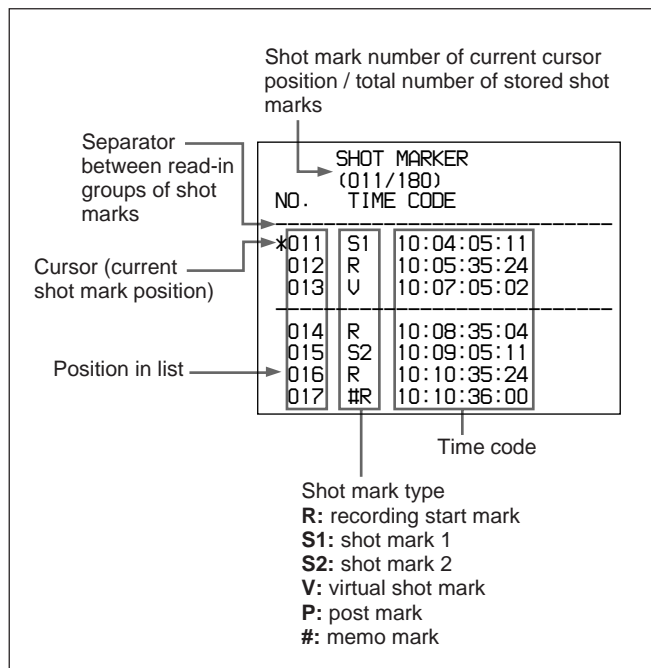 Shot mark number of current cursor
position / total number of stored shot
marks
Separator
between read-in
groups of shot
marks
SHOT MARKER
(011/180)
NO. TIME CODE
Cursor (current
shot mark position)
*011 S1 10:04:05:11
012 R 10:05:35:24
013 V 10:07:05:02
014 R 10:08:35:04
015 S2 10:09:05:11
Position in list
016 R 10:10:35:24
017 #R 10:10:36:00
Time code
Shot mark type
R: recording start mark
S1: shot mark 1
S2: shot mark 2
V: virtual shot mark
P: post mark
#: memo mark